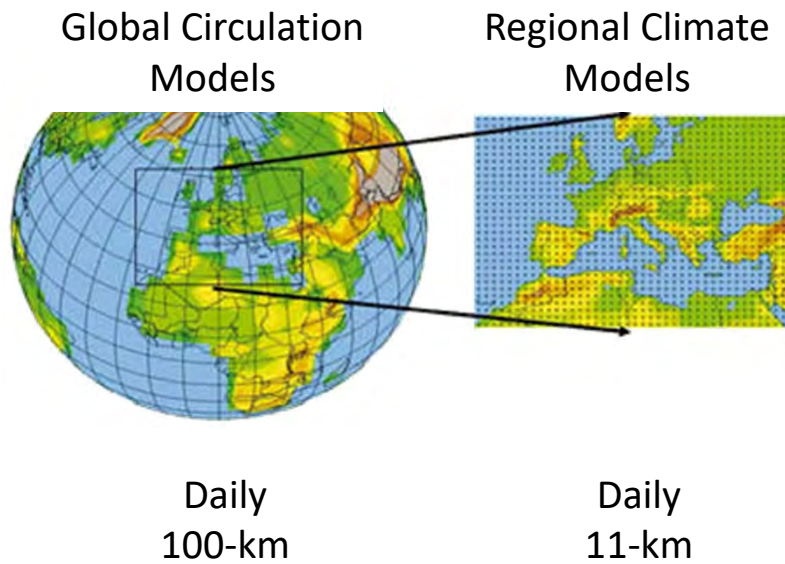 Global Circulation
Models
Regional Climate
Models
Daily
100-km
Daily
11-km